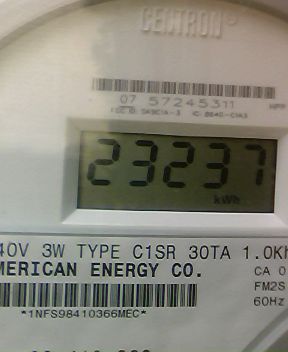 CENTRON®
07 57245311
23237
kWh
40V 3W TYPE C1SR 30TA 1.0Kh
MERICAN ENERGY CO.
CA 0
FM2S
60Hz
*1NFS98410366MEC*